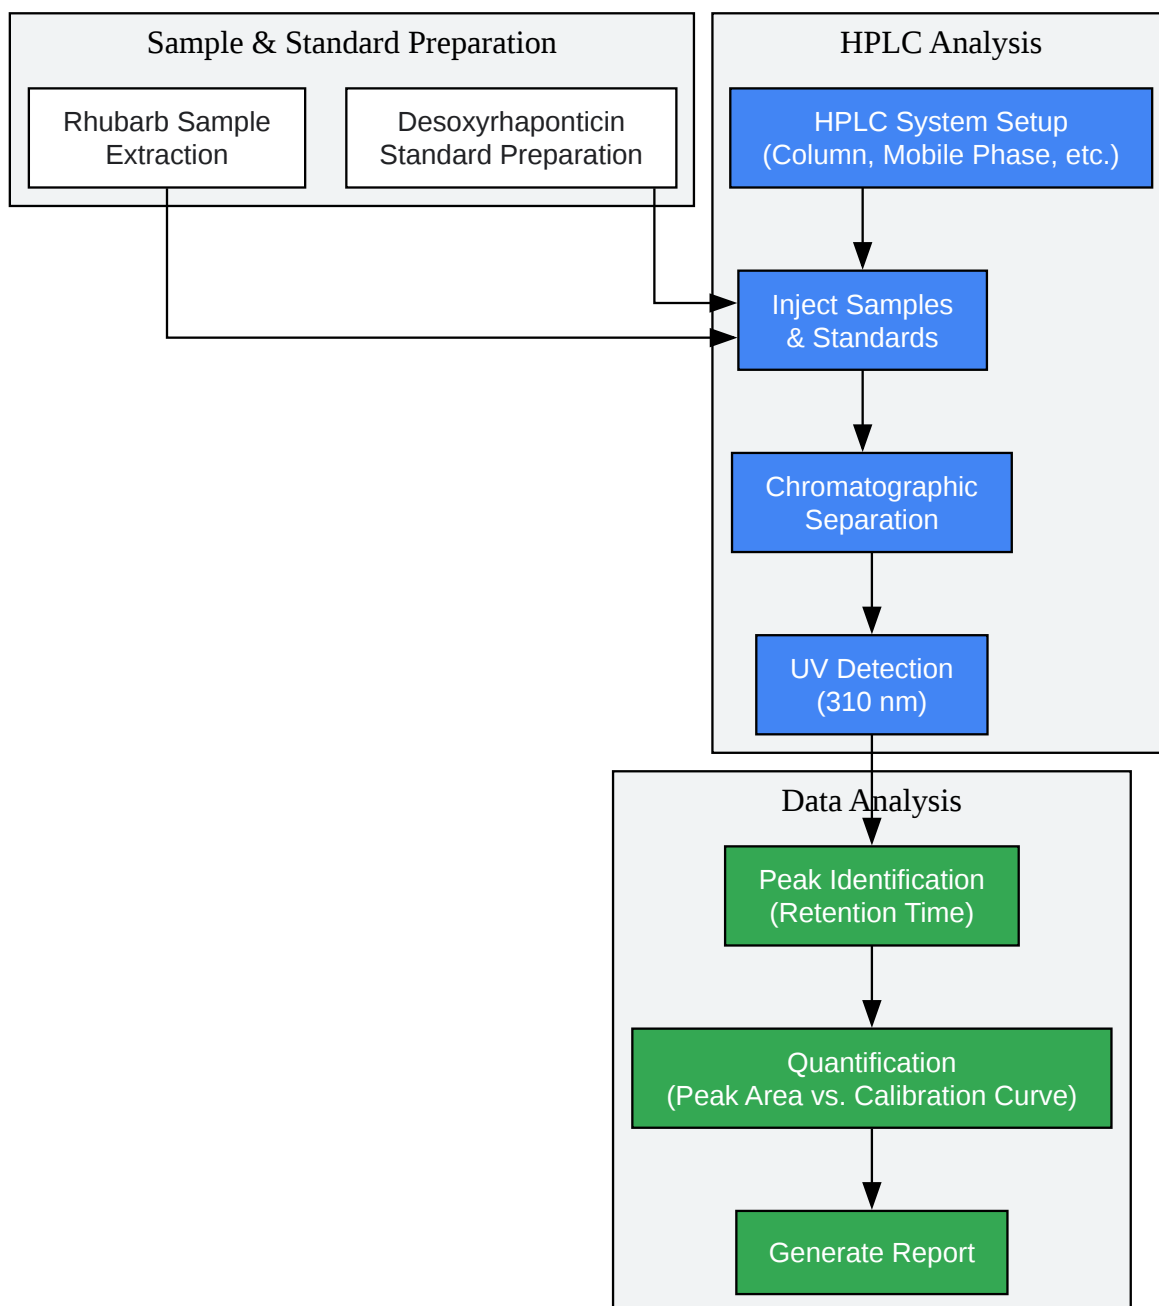 Sample & Standard Preparation
Rhubarb Sample
Extraction
Desoxyrhaponticin
Standard Preparation
HPLC Analysis
HPLC System Setup
(Column, Mobile Phase, etc.)
Inject Samples
& Standards
Chromatographic
Separation
UV Detection
(310 nm)
Data Analysis
Peak Identification
(Retention Time)
Quantification
(Peak Area vs. Calibration Curve)
Generate Report